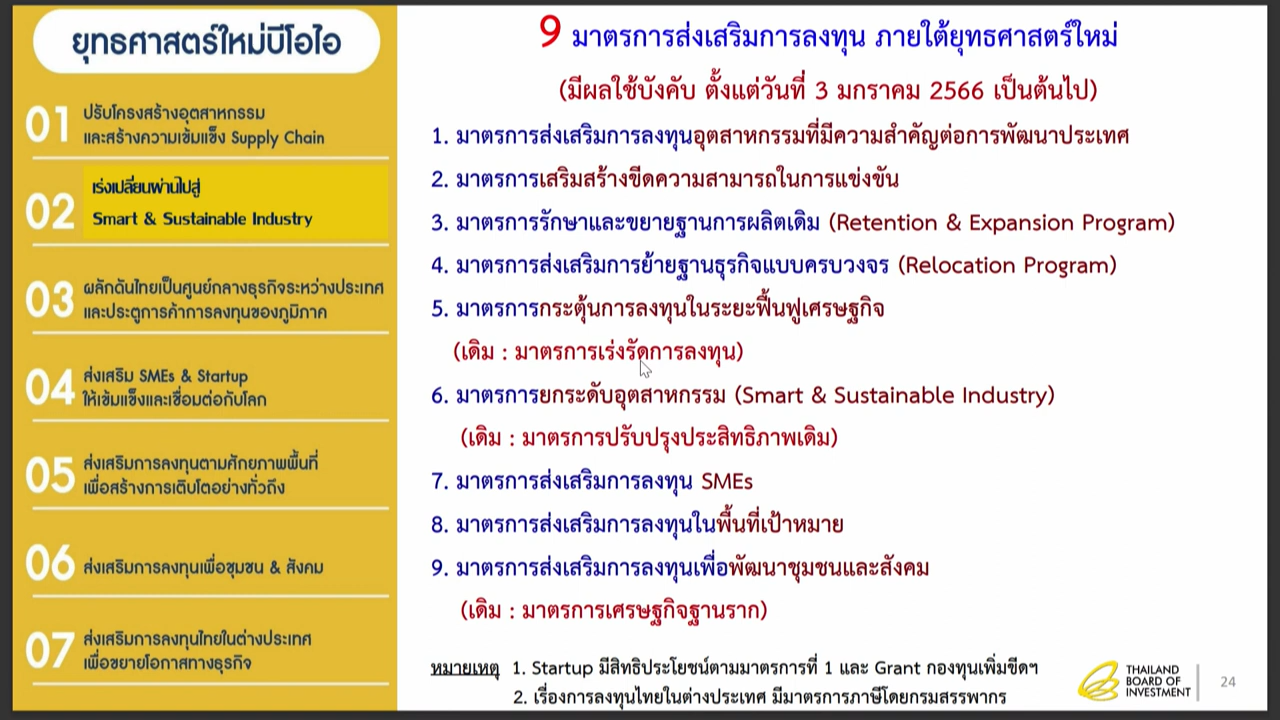 ยุทธศาสตร์ใหม่บีโอไอ
01 ปรับโครงสร้างอุตสาหกรรม
และสร้างความเข้มแข็ง Supply Chain
02 เร่งเปลี่ยนผ่านไปสู่
Smart & Sustainable Industry
03 ผลักดันไทยเป็นศูนย์กลางธุรกิจระหว่างประเทศ
และประตูการค้าการลงทุนของภูมิภาค
04 ส่งเสริม SMEs & Startup
ให้เข้มแข็งและเชื่อมต่อกับโลก
05 ส่งเสริมการลงทุนตามศักยภาพพื้นที่
เพื่อสร้างการเติบโตอย่างทั่วถึง
06 ส่งเสริมการลงทุนเพื่อชุมชน & สังคม
07 ส่งเสริมการลงทุนไทยในต่างประเทศ
เพื่อขยายโอกาสทางธุรกิจ
9 มาตรการส่งเสริมการลงทุน ภายใต้ยุทธศาสตร์ใหม่
(มีผลใช้บังคับ ตั้งแต่วันที่ 3 มกราคม 2566 เป็นต้นไป)
1. มาตรการส่งเสริมการลงทุนอุตสาหกรรมที่มีความสำคัญต่อการพัฒนาประเทศ
2. มาตรการเสริมสร้างขีดความสามารถในการแข่งขัน
3. มาตรการรักษาและขยายฐานการผลิตเดิม (Retention & Expansion Program)
4. มาตรการส่งเสริมการย้ายฐานธุรกิจแบบครบวงจร (Relocation Program)
5. มาตรการกระตุ้นการลงทุนในระยะฟื้นฟูเศรษฐกิจ
(เดิม : มาตรการเร่งรัดการลงทุน)
6. มาตรการยกระดับอุตสาหกรรม (Smart & Sustainable Industry)
(เดิม : มาตรการปรับปรุงประสิทธิภาพเดิม)
7. มาตรการส่งเสริมการลงทุน SMEs
8. มาตรการส่งเสริมการลงทุนในพื้นที่เป้าหมาย
9. มาตรการส่งเสริมการลงทุนเพื่อพัฒนาชุมชนและสังคม
(เดิม : มาตรการเศรษฐกิจฐานราก)
หมายเหตุ 1. Startup มีสิทธิประโยชน์ตามมาตรการที่ 1 และ Grant กองทุนเพิ่มขีดฯ
2. เรื่องการลงทุนไทยในต่างประเทศ มีมาตรการภาษีโดยกรมสรรพากร
THAILAND
BOARD OF
INVESTMENT
24